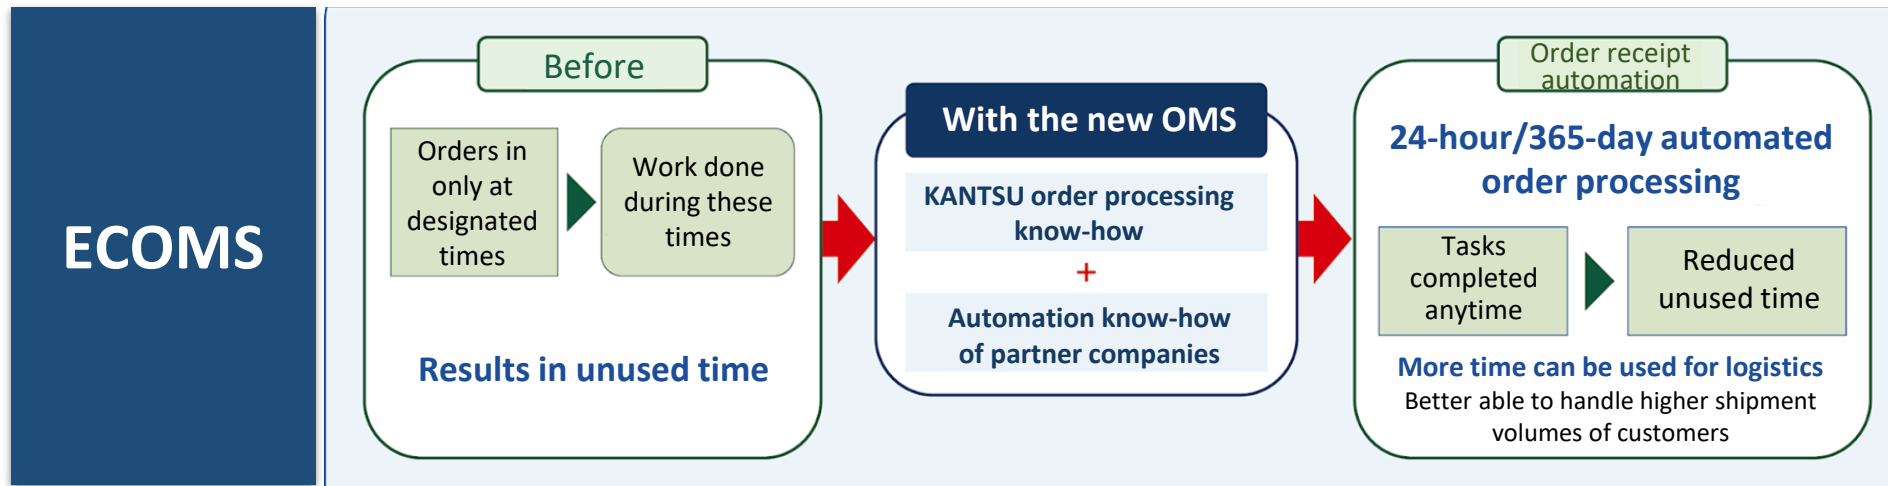 ECOMS
Before
Orders in
only at
designated
times
Work done
during these
times
Results in unused time
With the new OMS
KANTSU order processing
know-how
+
Automation know-how
of partner companies
Order receipt
automation
24-hour/365-day automated
order processing
Tasks
completed
anytime
Reduced
unused time
More time can be used for logistics
Better able to handle higher shipment
volumes of customers